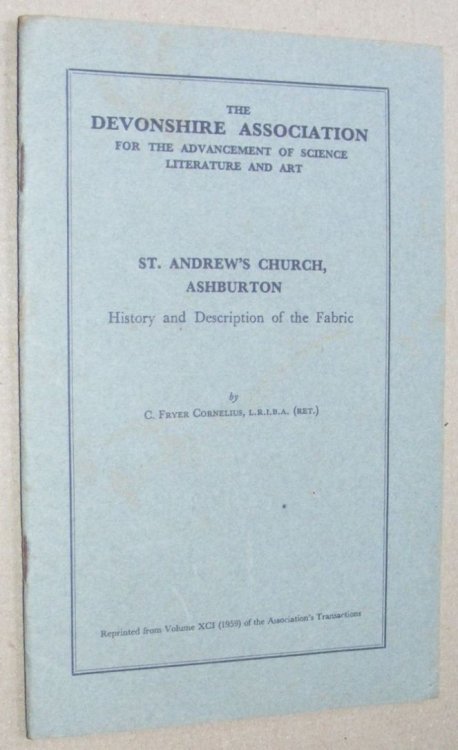 THE
DEVONSHIRE ASSOCIATION
FOR THE ADVANCEMENT OF SCIENCE
LITERATURE AND ART
ST. ANDREW'S CHURCH,
ASHBURTON
History and Description of the Fabric
by
C. FRYER CORNELIUS, L.R.I.B.A. (RET.)
Reprinted from Volume XCI (1959) of the Association's Transactions